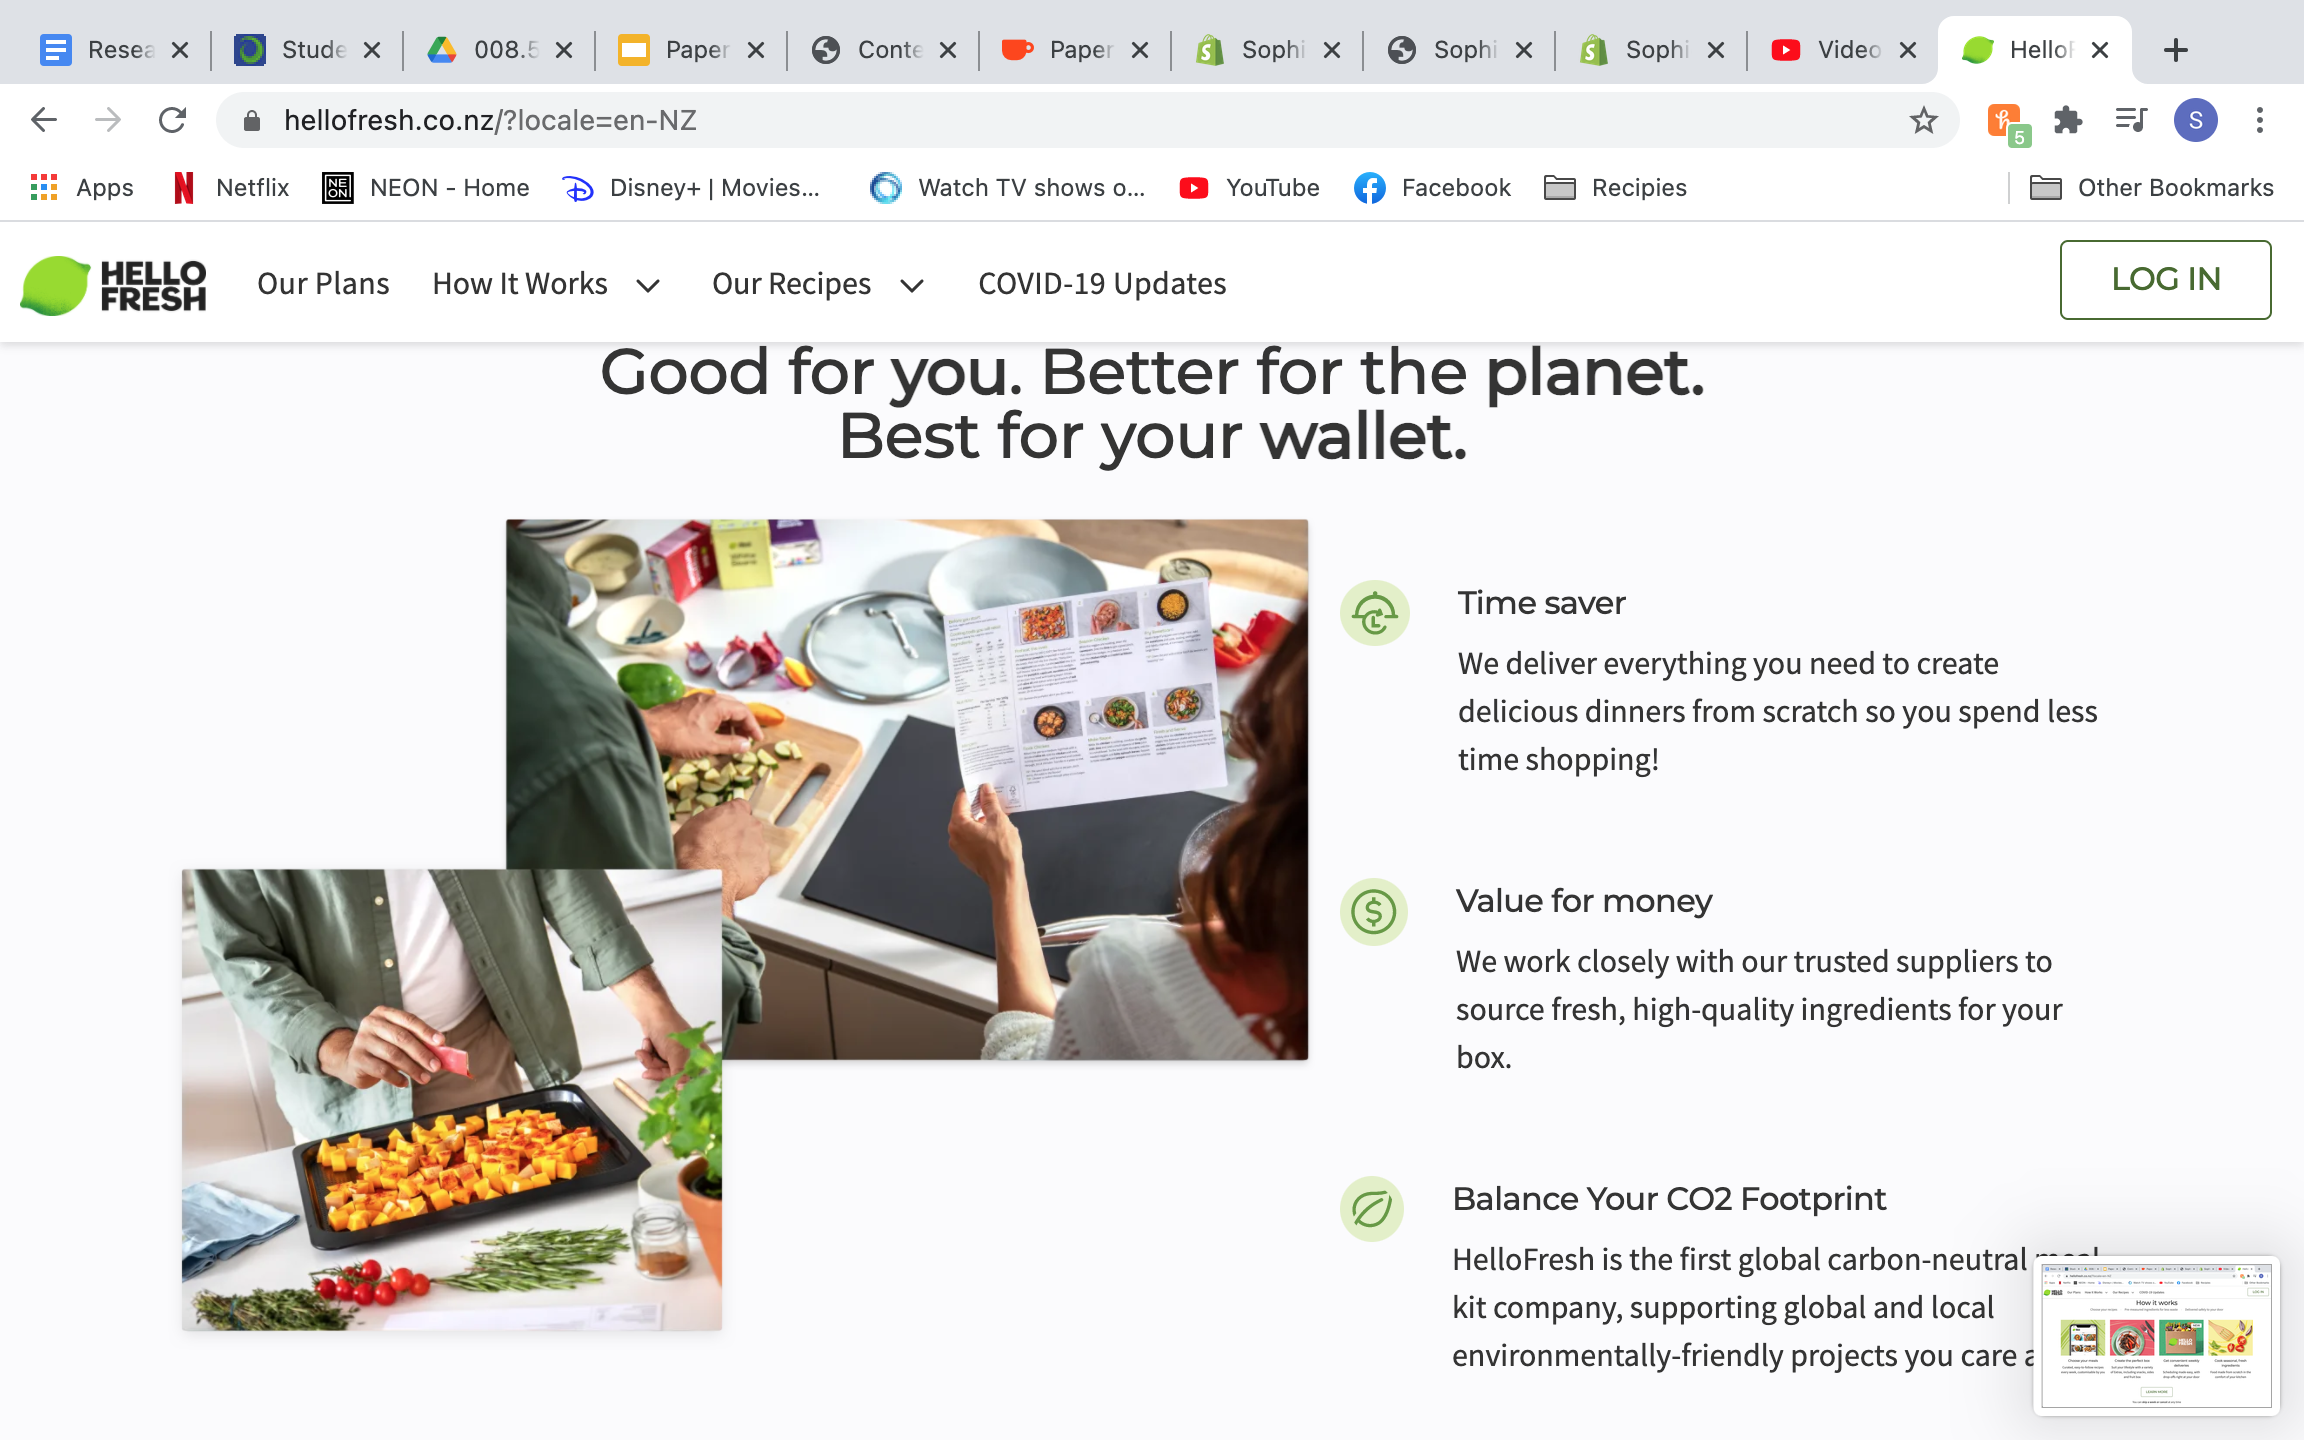 Resea
Stude
008.5
Paper
Conte
Paper
Sophi
Sophi
Sophi
Video
HelloF
hellofresh.co.nz/?locale=en-NZ
5
S
Apps
Netflix
NEON
NEON - Home
Disney+ | Movies...
Watch TV shows o...
YouTube
Facebook
Recipies
Other Bookmarks
HELLO
FRESH
Our Plans
How It Works
Our Recipes
COVID-19 Updates
LOG IN
Good for you. Better for the planet.
Best for your wallet.
Time saver
We deliver everything you need to create
delicious dinners from scratch so you spend less
time shopping!
Value for money
We work closely with our trusted suppliers to
source fresh, high-quality ingredients for your
box.
Balance Your CO2 Footprint
HelloFresh is the first global carbon-neutral meal
kit company, supporting global and local
environmentally-friendly projects you care a
How it works